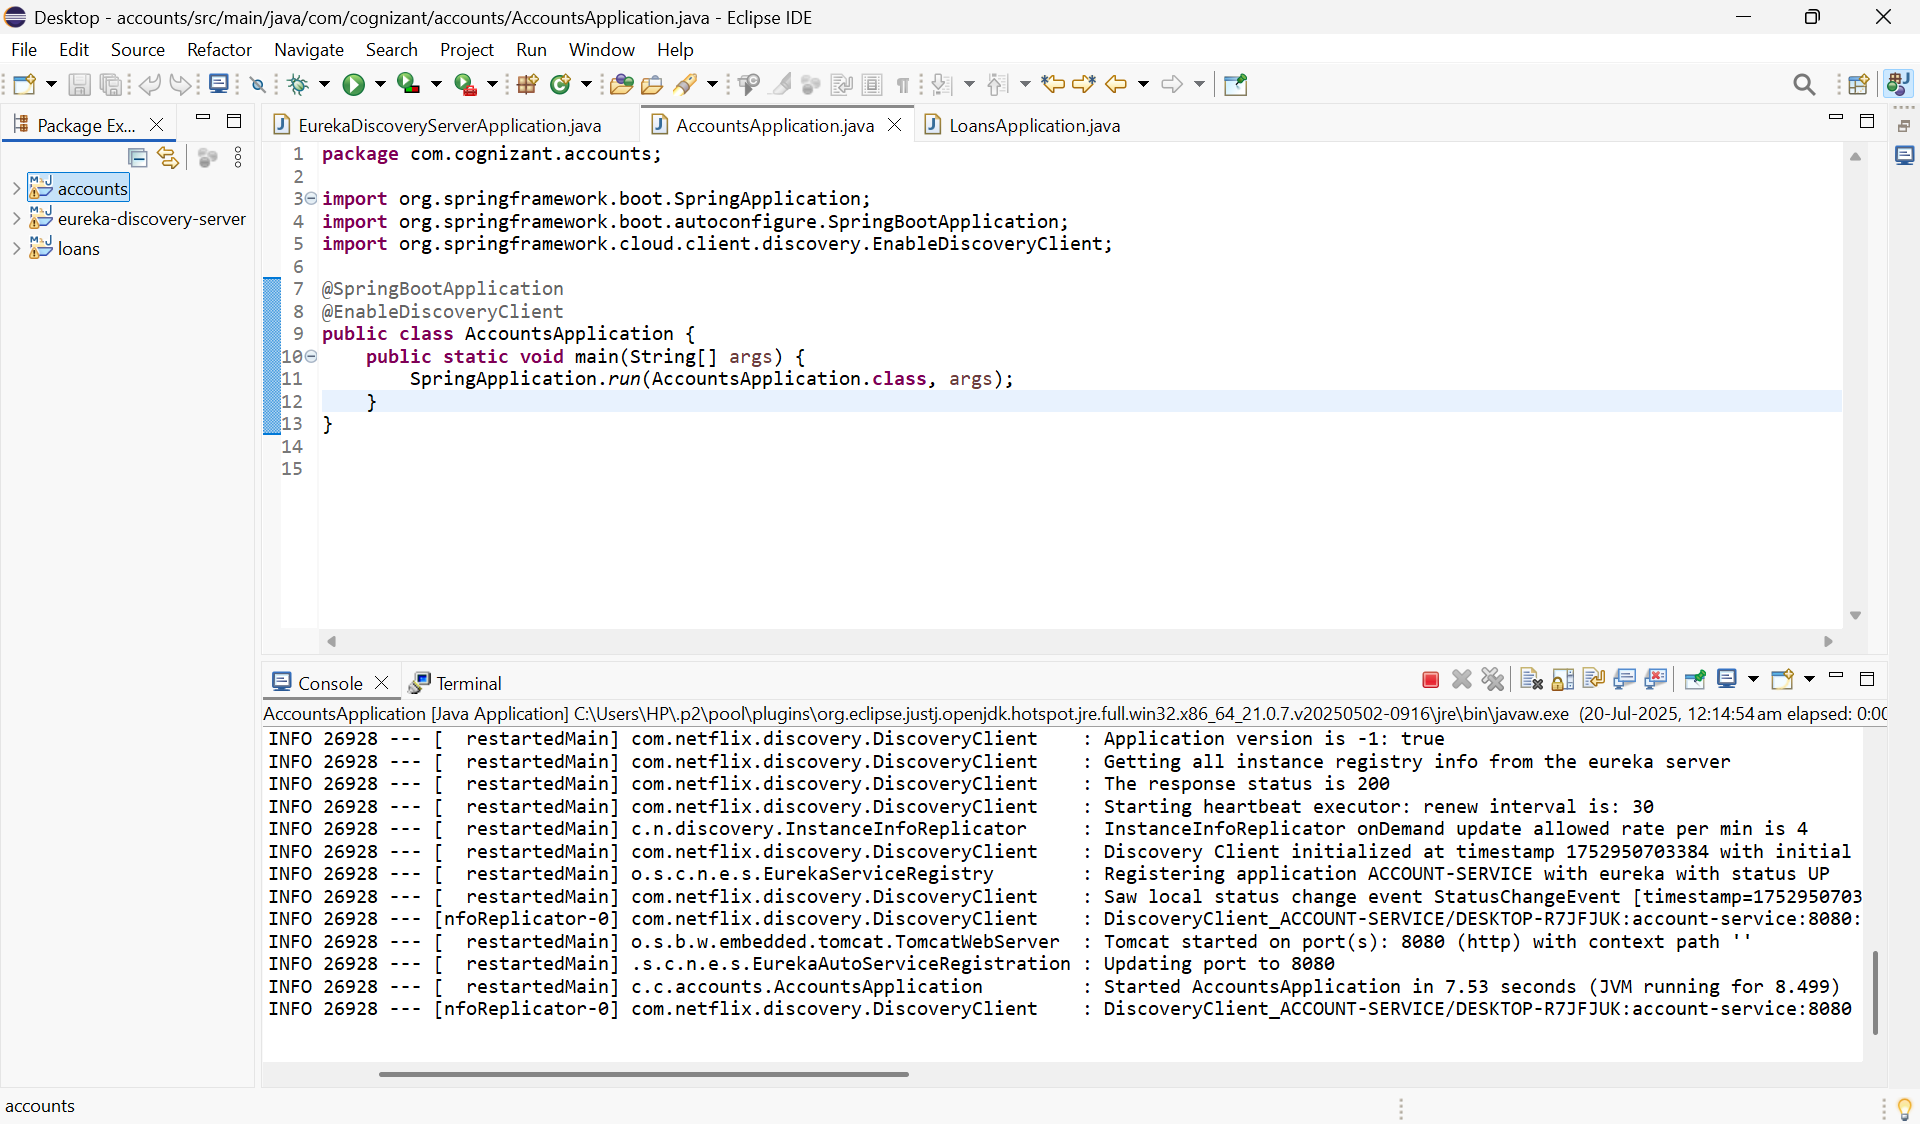 Desktop - accounts/src/main/java/com/cognizant/accounts/AccountsApplication.java - Eclipse IDE
File Edit Source Refactor Navigate Search Project Run Window Help
Package Ex...
accounts
eureka-discovery-server
loans
EurekaDiscoveryServerApplication.java AccountsApplication.java LoansApplication.java
1 package com.cognizant.accounts;
2
3 import org.springframework.boot.SpringApplication;
4 import org.springframework.boot.autoconfigure.SpringBootApplication;
5 import org.springframework.cloud.client.discovery.EnableDiscoveryClient;
6
7 @SpringBootApplication
8 @EnableDiscoveryClient
9 public class AccountsApplication {
10     public static void main(String[] args) {
11         SpringApplication.run(AccountsApplication.class, args);
12     }
13 }
14
15
Console Terminal
AccountsApplication [Java Application] C:\Users\HP\.p2\pool\plugins\org.eclipse.justj.openjdk.hotspot.jre.full.win32.x86_64_21.0.7.v20250502-0916\jre\bin\javaw.exe (20-Jul-2025, 12:14:54 am elapsed: 0:00
INFO 26928 --- [  restartedMain] com.netflix.discovery.DiscoveryClient    : Application version is -1: true
INFO 26928 --- [  restartedMain] com.netflix.discovery.DiscoveryClient    : Getting all instance registry info from the eureka server
INFO 26928 --- [  restartedMain] com.netflix.discovery.DiscoveryClient    : The response status is 200
INFO 26928 --- [  restartedMain] com.netflix.discovery.DiscoveryClient    : Starting heartbeat executor: renew interval is: 30
INFO 26928 --- [  restartedMain] c.n.discovery.InstanceInfoReplicator     : InstanceInfoReplicator onDemand update allowed rate per min is 4
INFO 26928 --- [  restartedMain] com.netflix.discovery.DiscoveryClient    : Discovery Client initialized at timestamp 1752950703384 with initial
INFO 26928 --- [  restartedMain] o.s.c.n.e.s.EurekaServiceRegistry        : Registering application ACCOUNT-SERVICE with eureka with status UP
INFO 26928 --- [  restartedMain] com.netflix.discovery.DiscoveryClient    : Saw local status change event StatusChangeEvent [timestamp=1752950703
INFO 26928 --- [nfoReplicator-0] com.netflix.discovery.DiscoveryClient    : DiscoveryClient_ACCOUNT-SERVICE/DESKTOP-R7JFJUK:account-service:8080:
INFO 26928 --- [  restartedMain] o.s.b.w.embedded.tomcat.TomcatWebServer  : Tomcat started on port(s): 8080 (http) with context path ''
INFO 26928 --- [  restartedMain] .s.c.n.e.s.EurekaAutoServiceRegistration : Updating port to 8080
INFO 26928 --- [  restartedMain] c.c.accounts.AccountsApplication         : Started AccountsApplication in 7.53 seconds (JVM running for 8.499)
INFO 26928 --- [nfoReplicator-0] com.netflix.discovery.DiscoveryClient    : DiscoveryClient_ACCOUNT-SERVICE/DESKTOP-R7JFJUK:account-service:8080
accounts